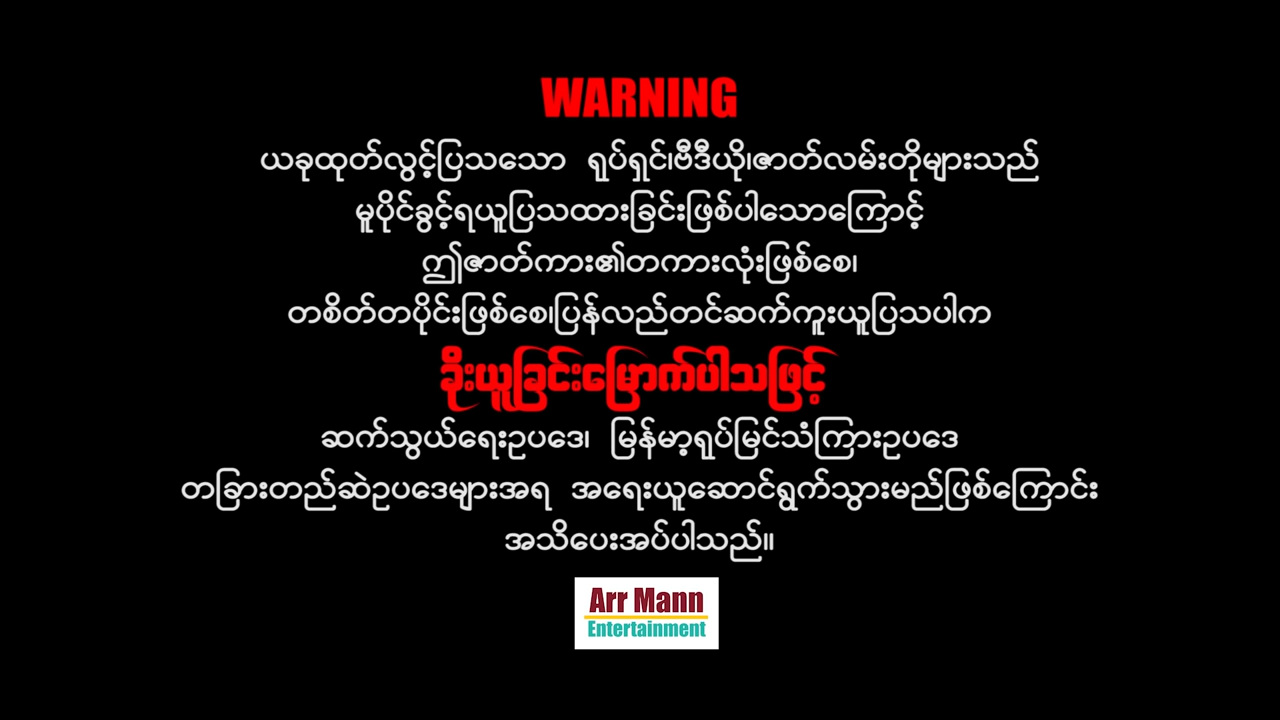 WARNING
ယခုထုတ်လွှင့်ပြသသော ရုပ်ရှင်၊ဗီဒီယို၊ဇာတ်လမ်းတိုများသည်
မူပိုင်ခွင့်ရယူပြသထားခြင်းဖြစ်ပါသောကြောင့်
ဤဇာတ်ကား၏တကားလုံးဖြစ်စေ၊
တစိတ်တပိုင်းဖြစ်စေ၊ပြန်လည်တင်ဆက်ကူးယူပြသပါက
ခိုးယူခြင်းမြောက်ပါသဖြင့်
ဆက်သွယ်ရေးဥပဒေ၊ မြန်မာ့ရုပ်မြင်သံကြားဥပဒေ
တခြားတည်ဆဲဥပဒေများအရ အရေးယူဆောင်ရွက်သွားမည်ဖြစ်ကြောင်း
အသိပေးအပ်ပါသည်။
Arr Mann
Entertainment